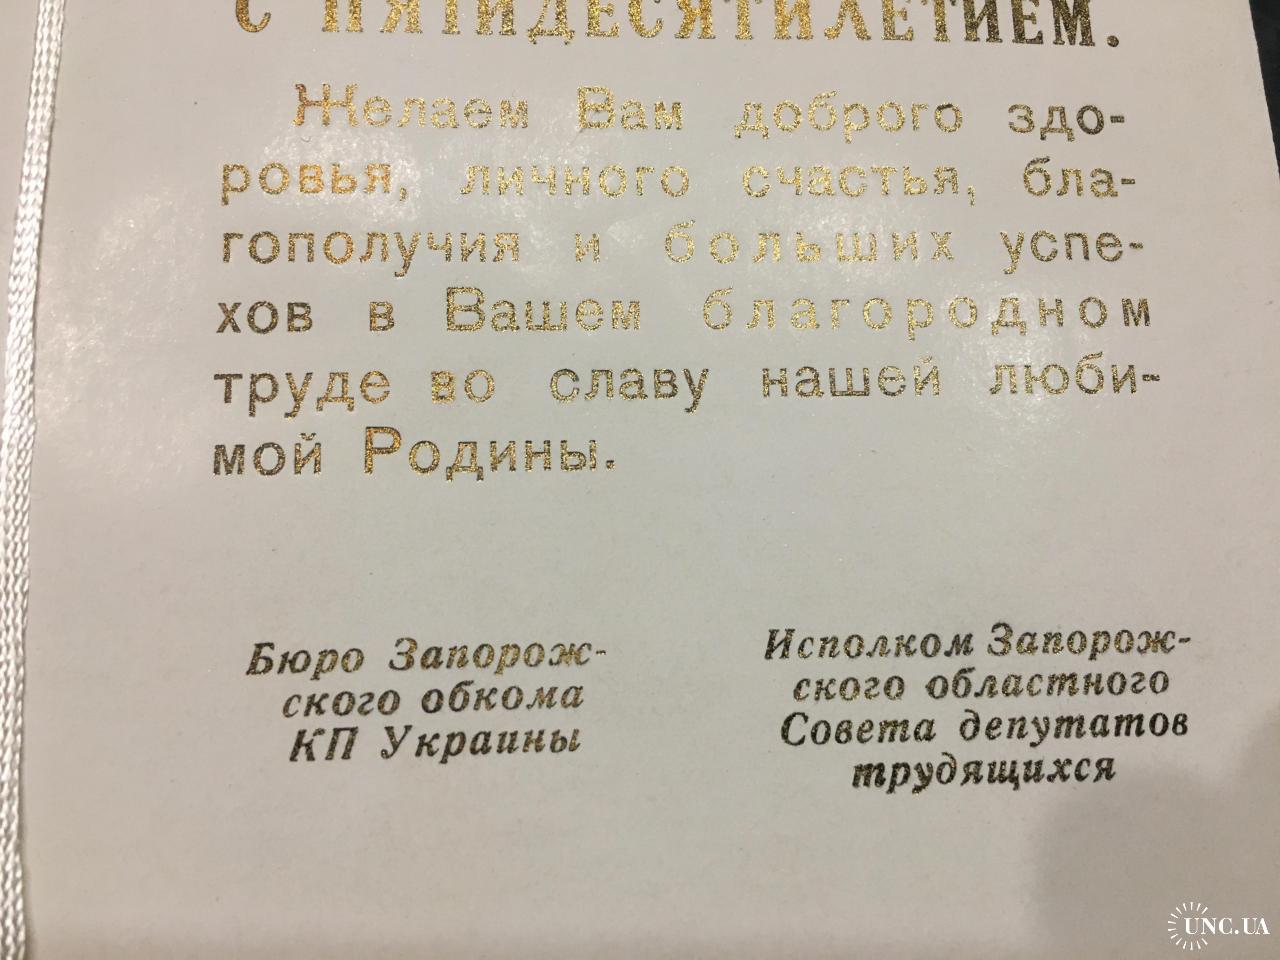 С ПЯТИДЕСЯТИЛЕТИЕМ.
Желаем Вам доброго здо-
ровья, личного счастья, бла-
гополучия и больших успе-
хов в Вашем благородном
труде во славу нашей люби-
мой Родины.
Бюро Запорож-
ского обкома
КП Украины
Исполком Запорож-
ского областного
Совета депутатов
трудящихся
UNC.UA